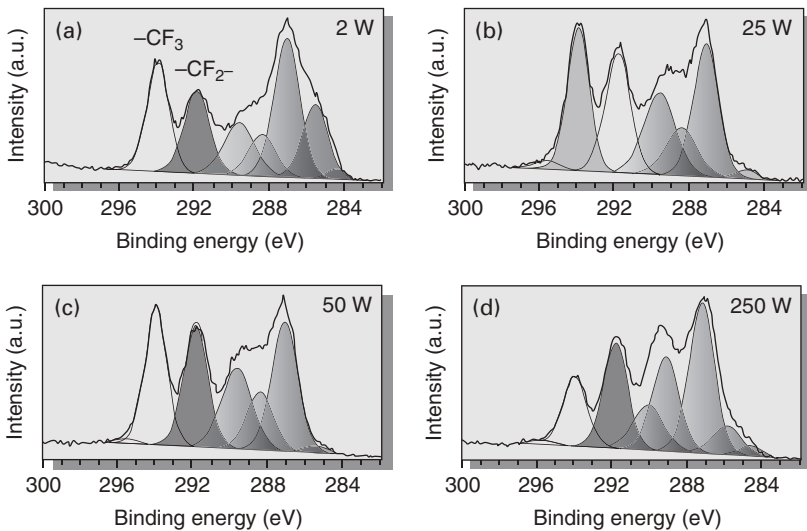 (a) 2 W
–CF₃
–CF₂–
Intensity (a.u.)
300 296 292 288 284
Binding energy (eV)
(b) 25 W
Intensity (a.u.)
300 296 292 288 284
Binding energy (eV)
(c) 50 W
Intensity (a.u.)
300 296 292 288 284
Binding energy (eV)
(d) 250 W
Intensity (a.u.)
300 296 292 288 284
Binding energy (eV)